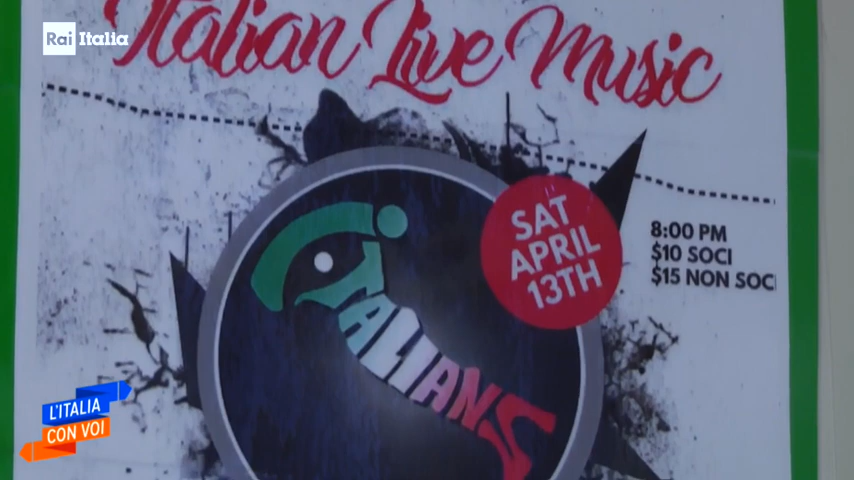 Rai Italia
Italian Live Music
SAT
APRIL
13TH
8:00 PM
$10 SOCI
$15 NON SOC
ITALIANS
L'ITALIA
CON VOI